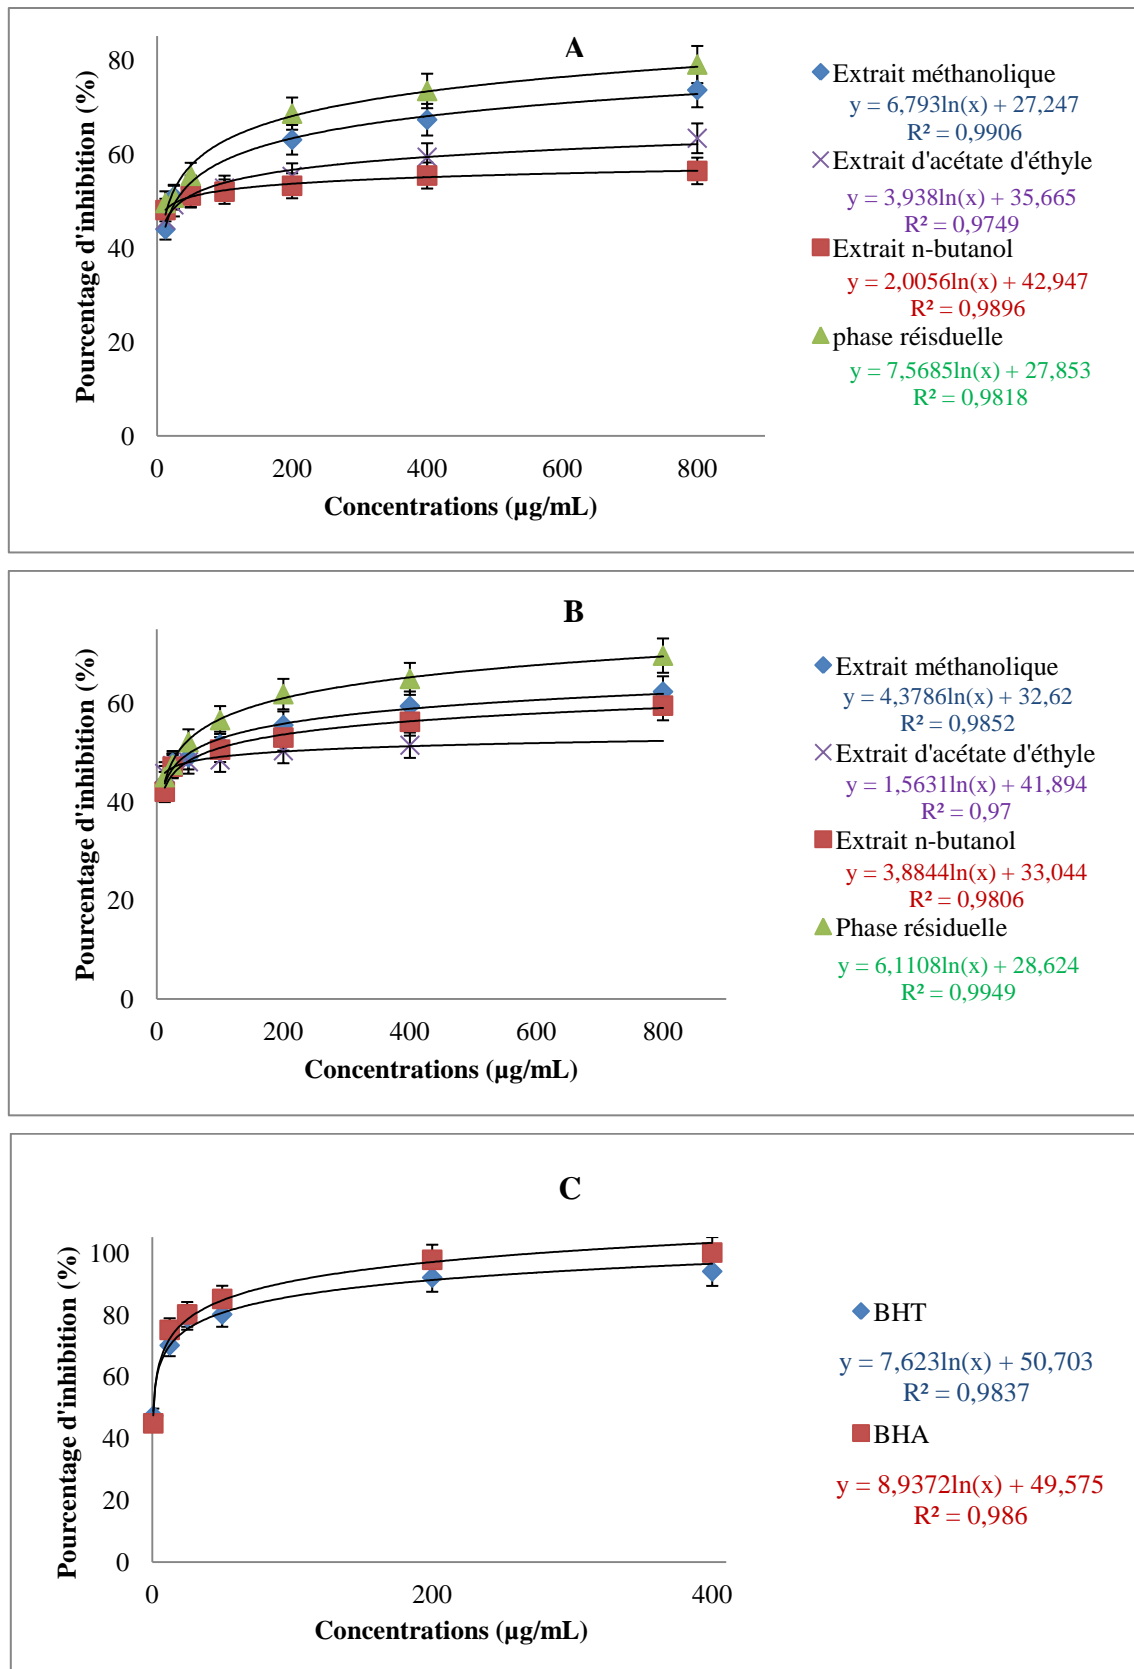 A
Pourcentage d'inhibition (%)
80
60
40
20
0
0 200 400 600 800
Concentrations (µg/mL)
Extrait méthanolique
y = 6,793ln(x) + 27,247
R² = 0,9906
Extrait d'acétate d'éthyle
y = 3,938ln(x) + 35,665
R² = 0,9749
Extrait n-butanol
y = 2,0056ln(x) + 42,947
R² = 0,9896
phase réisduelle
y = 7,5685ln(x) + 27,853
R² = 0,9818
B
Pourcentage d'inhibition (%)
60
40
20
0
0 200 400 600 800
Concentrations (µg/mL)
Extrait méthanolique
y = 4,3786ln(x) + 32,62
R² = 0,9852
Extrait d'acétate d'éthyle
y = 1,5631ln(x) + 41,894
R² = 0,97
Extrait n-butanol
y = 3,8844ln(x) + 33,044
R² = 0,9806
Phase résiduelle
y = 6,1108ln(x) + 28,624
R² = 0,9949
C
Pourcentage d'inhibition (%)
100
80
60
40
20
0
0 200 400
Concentrations (µg/mL)
BHT
y = 7,623ln(x) + 50,703
R² = 0,9837
BHA
y = 8,9372ln(x) + 49,575
R² = 0,986